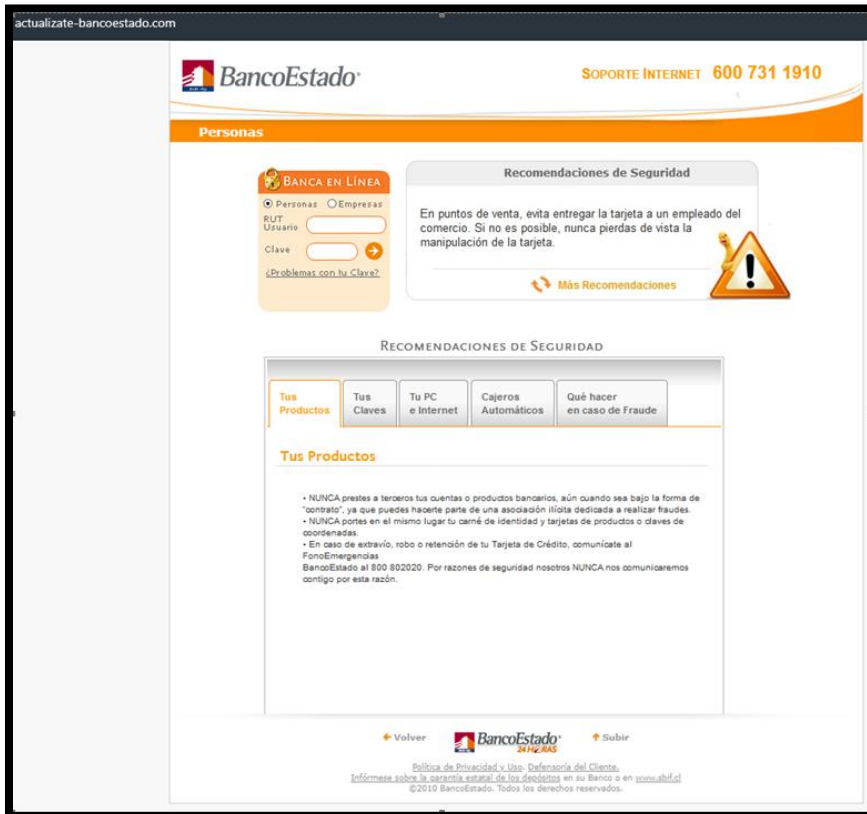 actualizate-bancoestado.com
BancoEstado
SOPORTE INTERNET 600 731 1910
Personas
BANCA EN LÍNEA
Personas Empresas
RUT
Usuario
Clave
¿Problemas con tu Clave?
Recomendaciones de Seguridad
En puntos de venta, evita entregar la tarjeta a un empleado del
comercio. Si no es posible, nunca pierdas de vista la
manipulación de la tarjeta.
Más Recomendaciones
RECOMENDACIONES DE SEGURIDAD
Tus
Productos
Tus
Claves
Tu PC
e Internet
Cajeros
Automáticos
Qué hacer
en caso de Fraude
Tus Productos
• NUNCA prestes a terceros tus cuentas o productos bancarios, aún cuando sea bajo la forma de
"contrato", ya que puedes hacerte parte de una asociación ilícita dedicada a realizar fraudes.
• NUNCA portes en el mismo lugar tu carné de identidad y tarjetas de productos o claves de
coordenadas.
• En caso de extravío, robo o retención de tu Tarjeta de Crédito, comunícate al
FonoEmergencias
BancoEstado al 800 802020. Por razones de seguridad nosotros NUNCA nos comunicaremos
contigo por esta razón.
Volver
BancoEstado
24 HORAS
Subir
Política de Privacidad y Uso. Defensoría del Cliente.
Infórmese sobre la garantía estatal de los depósitos en su Banco o en www.sbif.cl
©2010 BancoEstado. Todos los derechos reservados.